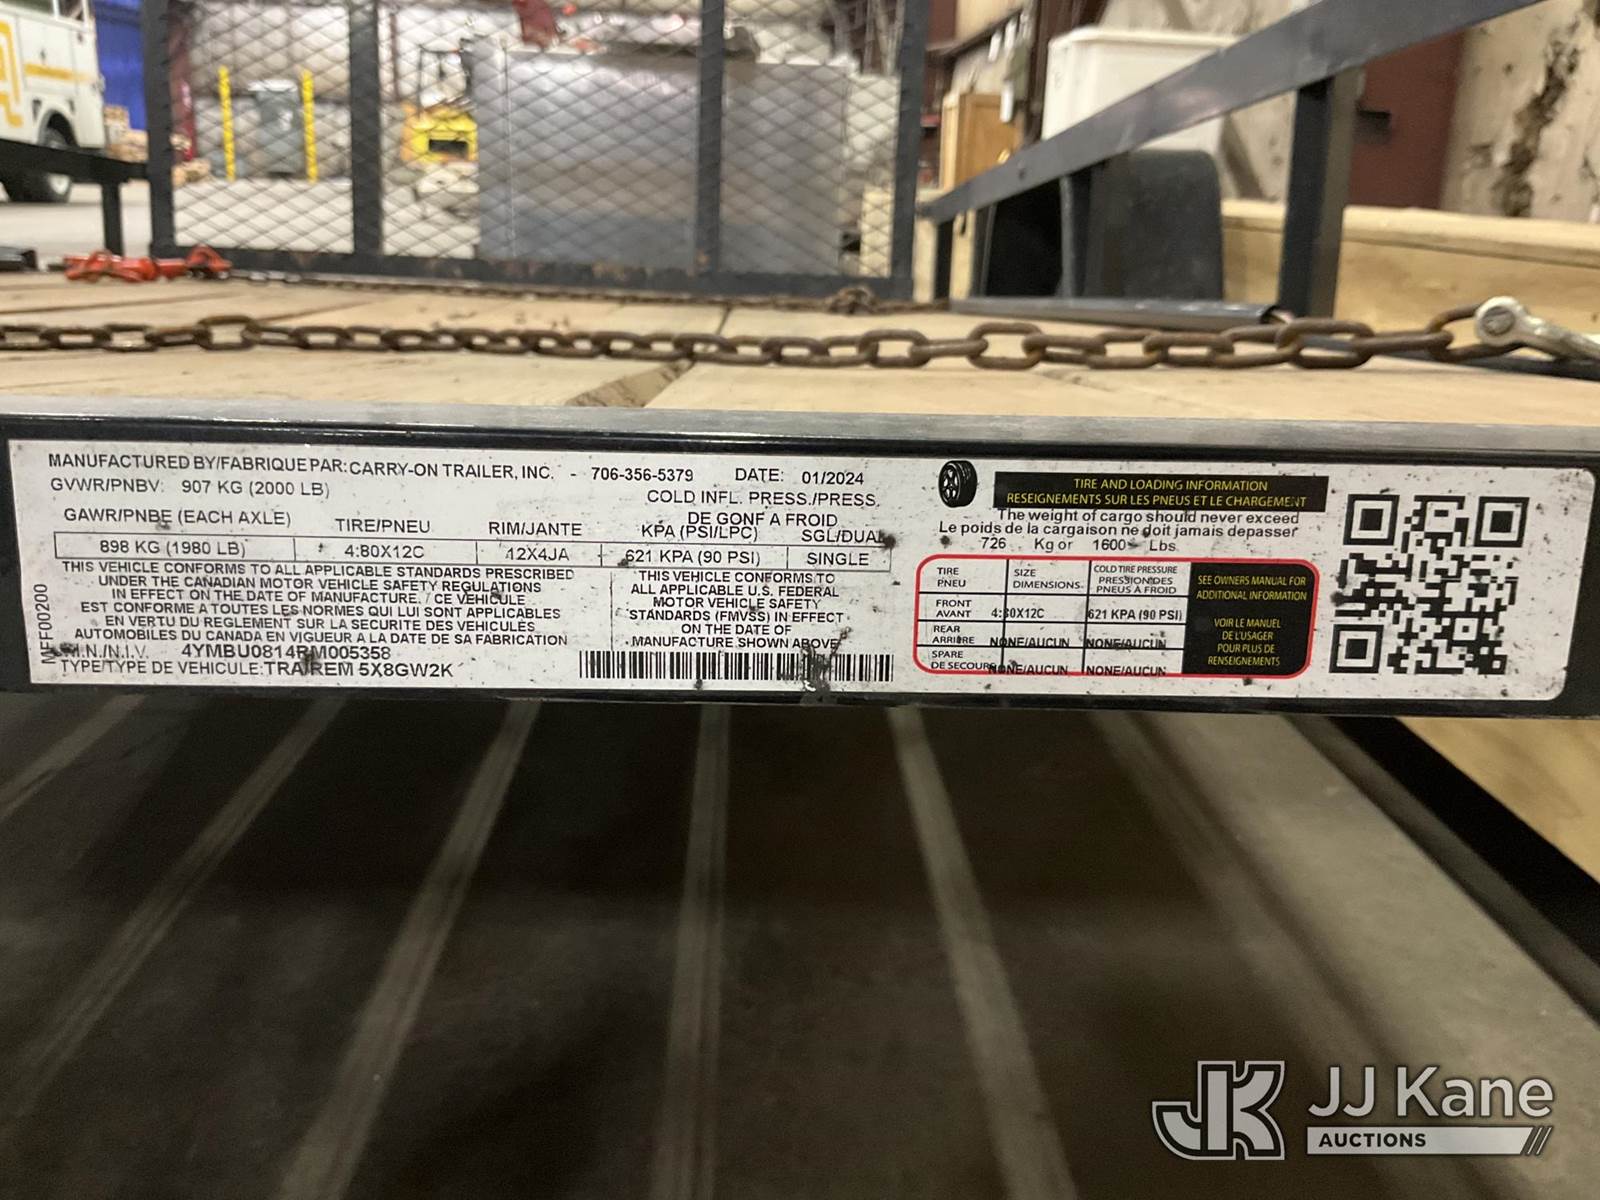 MANUFACTURED BY/FABRIQUE PAR: CARRY-ON TRAILER, INC. - 706-356-5379 DATE: 01/2024
GVWR/PNBV: 907 KG (2000 LB)
COLD INFL. PRESS./PRESS.
DE GONF A FROID
GAWR/PNBE (EACH AXLE) TIRE/PNEU RIM/JANTE KPA (PSI/LPC) SGL/DUAL
898 KG (1980 LB) 4:80X12C 12X4JA 621 KPA (90 PSI) SINGLE
THIS VEHICLE CONFORMS TO ALL APPLICABLE STANDARDS PRESCRIBED
UNDER THE CANADIAN MOTOR VEHICLE SAFETY REGULATIONS
IN EFFECT ON THE DATE OF MANUFACTURE. CE VEHICULE
EST CONFORME A TOUTES LES NORMES QUI LUI SONT APPLICABLES
EN VERTU DU REGLEMENT SUR LA SECURITE DES VEHICULES
AUTOMOBILES DU CANADA EN VIGUEUR A LA DATE DE SA FABRICATION
THIS VEHICLE CONFORMS TO
ALL APPLICABLE U.S. FEDERAL
MOTOR VEHICLE SAFETY
STANDARDS (FMVSS) IN EFFECT
ON THE DATE OF
MANUFACTURE SHOWN ABOVE
V.I.N./N.I.V. 4YMBU0814RM005358
TYPE/TYPE DE VEHICULE: TRA/REM 5X8GW2K
MFF00200
TIRE AND LOADING INFORMATION
RESEIGNEMENTS SUR LES PNEUS ET LE CHARGEMENT
The weight of cargo should never exceed
Le poids de la cargaison ne doit jamais depasser
726 Kg or 1600 Lbs
TIRE SIZE COLD TIRE PRESSURE
PNEU DIMENSIONS PRESSION DES
PNEUS A FROID
FRONT
AVANT 4:80X12C 621 KPA (90 PSI)
REAR
ARRIERE NONE/AUCUN NONE/AUCUN
SPARE
DE SECOURS NONE/AUCUN NONE/AUCUN
SEE OWNERS MANUAL FOR
ADDITIONAL INFORMATION
VOIR LE MANUEL
DE L'USAGER
POUR PLUS DE
RENSEIGNEMENTS
JK JJ Kane
AUCTIONS